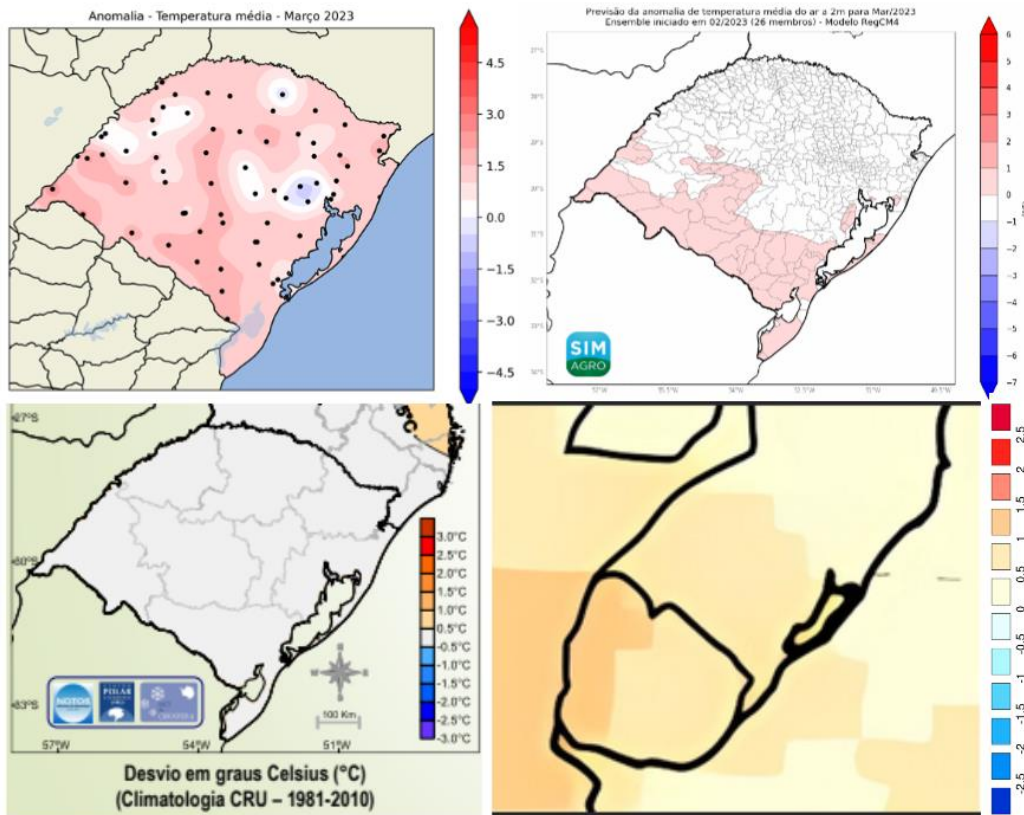 Anomalia - Temperatura média - Março 2023
4.5
3.0
1.5
0.0
−1.5
−3.0
−4.5
Previsão da anomalia de temperatura média do ar a 2m para Mar/2023
Ensemble iniciado em 02/2023 (26 membros) - Modelo RegCM4
6
5
4
3
2
1
0
-1
-2
-3
-4
-5
-6
-7
SIM
AGRO
27°S
30°S
33°S
57°W
54°W
51°W
3.0°C
2.5°C
2.0°C
1.5°C
1.0°C
0.5°C
-0.5°C
-1.0°C
-1.5°C
-2.0°C
-2.5°C
-3.0°C
NOTOS
POLAR
100 Km
Desvio em graus Celsius (°C)
(Climatologia CRU – 1981-2010)
2.5
2
1.5
1
0.5
0
-0.5
-1
-1.5
-2
-2.5